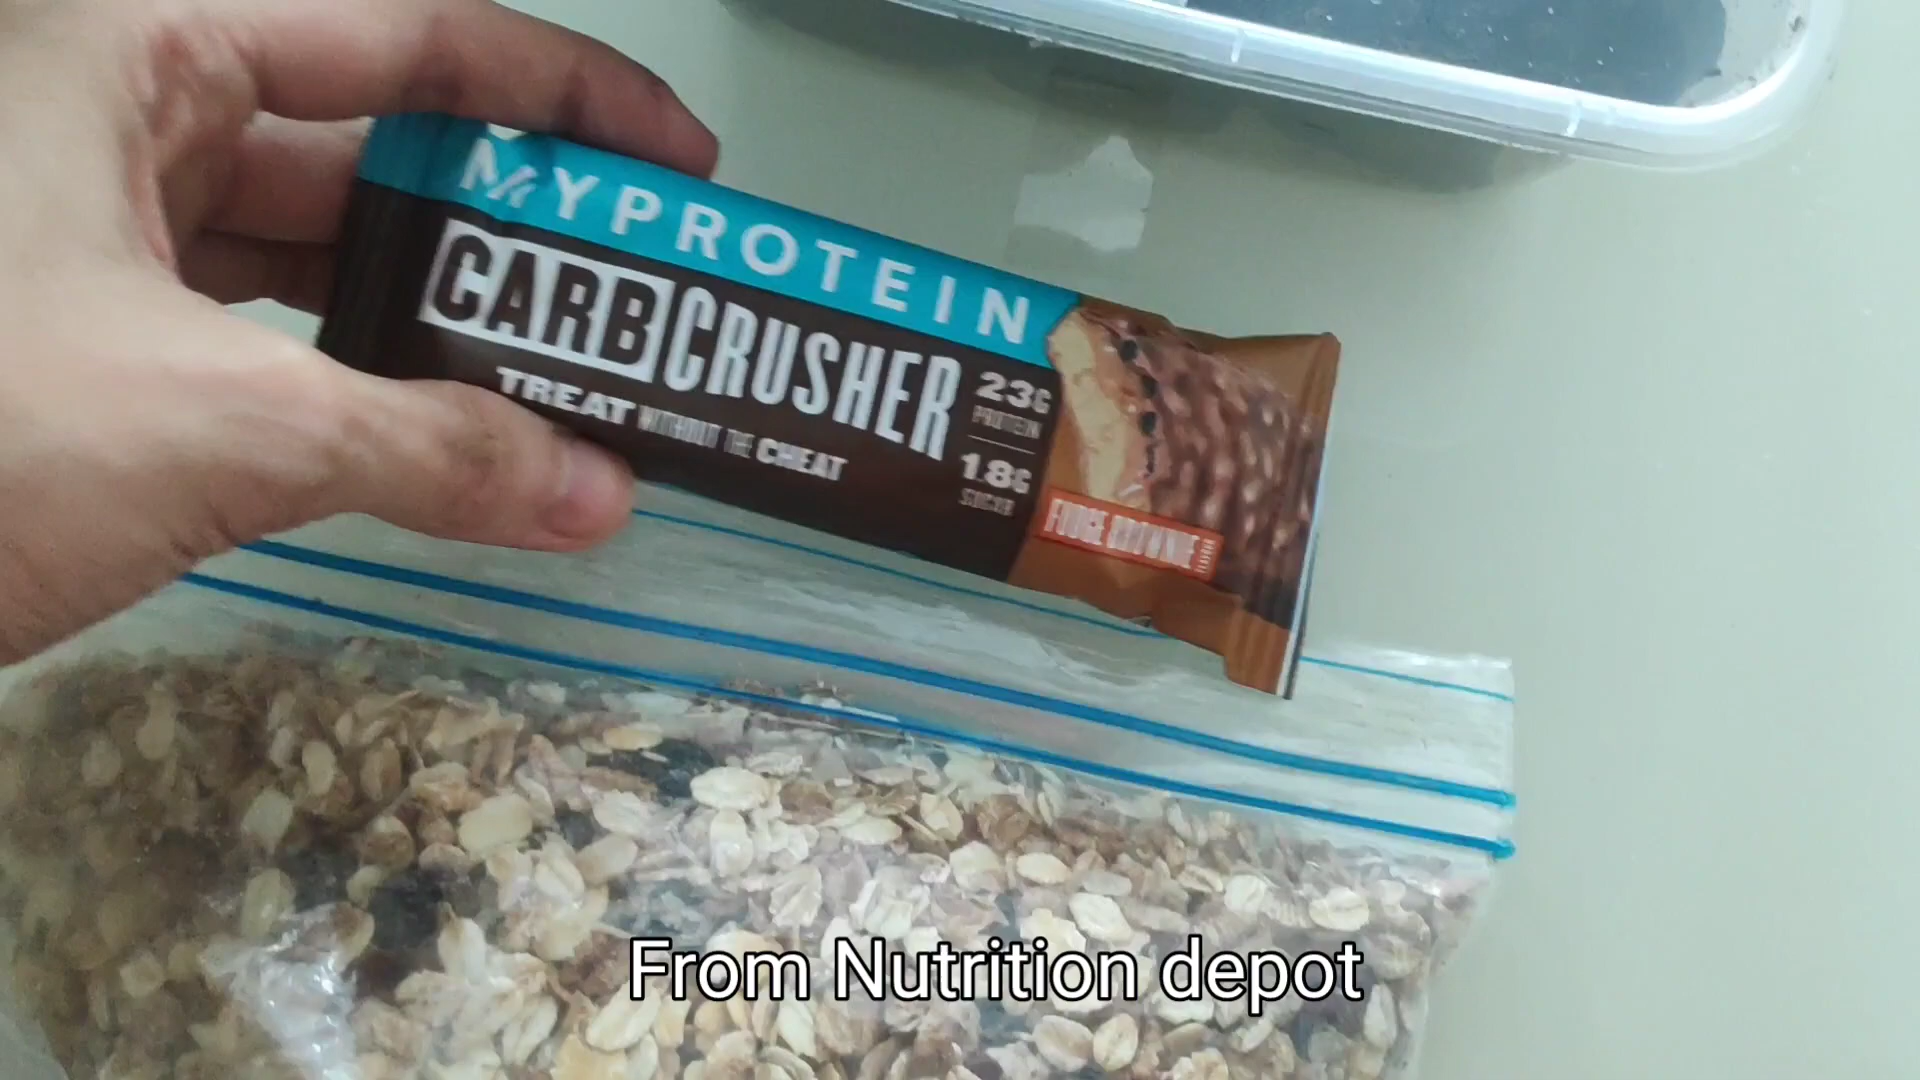 MYPROTEIN
CARB CRUSHER
TREAT WITHOUT THE CHEAT
23G
PROTEIN
1.8G
SUGAR
FUDGE BROWNIE
From Nutrition depot